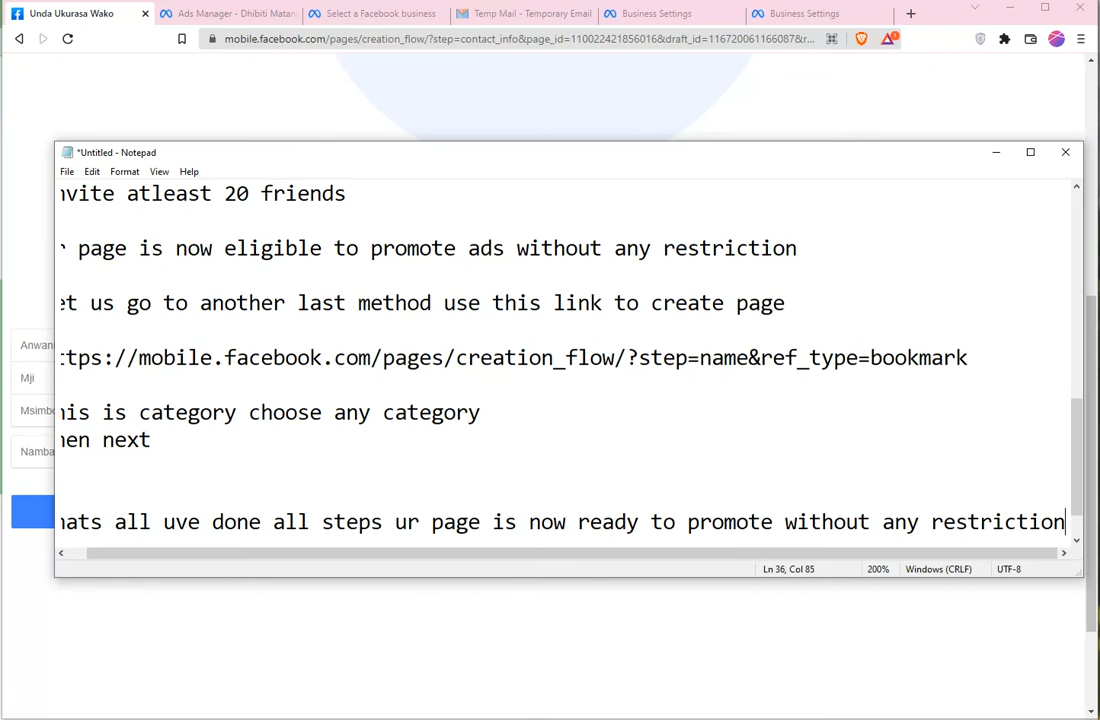 Unda Ukurasa Wako
Ads Manager - Dhibiti Matan
Select a Facebook business
Temp Mail - Temporary Email
Business Settings
Business Settings
mobile.facebook.com/pages/creation_flow/?step=contact_info&page_id=110022421856016&draft_id=116720061166087&r...
*Untitled - Notepad
File Edit Format View Help
nvite atleast 20 friends
r page is now eligible to promote ads without any restriction
et us go to another last method use this link to create page
ttps://mobile.facebook.com/pages/creation_flow/?step=name&ref_type=bookmark
his is category choose any category
hen next
hats all uve done all steps ur page is now ready to promote without any restriction
Ln 36, Col 85 200% Windows (CRLF) UTF-8
Anwan
Mji
Msimbo
Namba